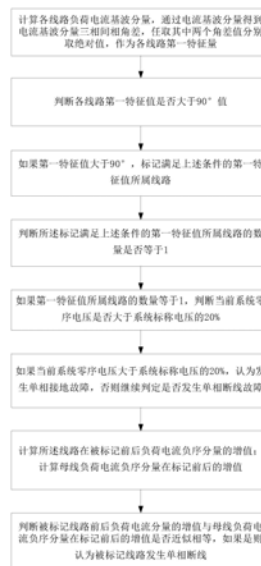 计算各线路负荷电流基波分量，通过电流基波分量得到
电流基波分量三相间相角差，任取其中两个角差值分别
取绝对值，作为各线路第一特征量
判断各线路第一特征值是否大于90°值
如果第一特征值大于90°，标记满足上述条件的第一特
征值所属线路
判断所述标记满足上述条件的第一特征值所属线路的数
量是否等于1
如果第一特征值所属线路的数量等于1，判断当前系统零
序电压是否大于系统标称电压的20%
如果当前系统零序电压大于系统标称电压的20%，认为发
生单相接地故障，否则继续判定是否发生单相断线故障
计算所述线路在被标记前后负荷电流负序分量的增值；
计算母线负荷电流负序分量在标记前后的增值
判断被标记线路前后负荷电流分量的增值与母线负荷电
流负序分量在标记前后的增值是否近似相等，如果是则
认为被标记线路发生单相断线